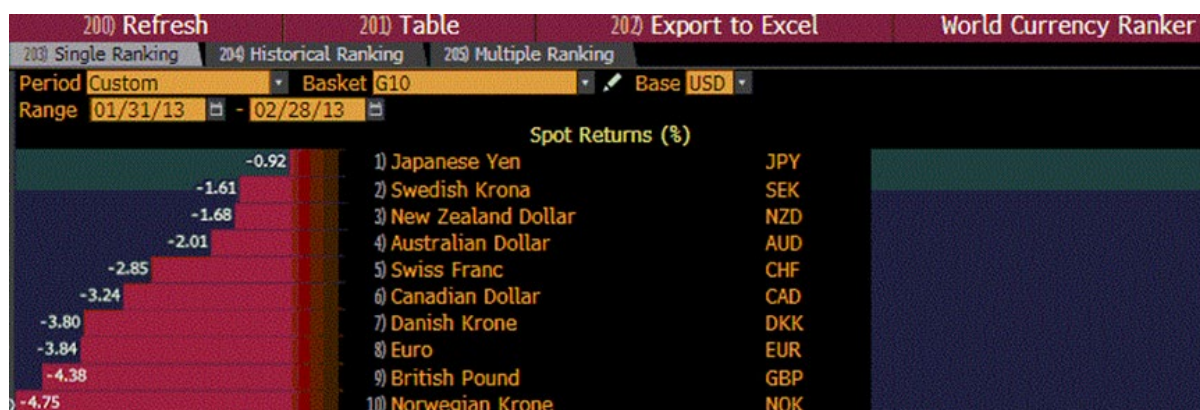 200) Refresh 201) Table 202) Export to Excel World Currency Ranker
203) Single Ranking 204) Historical Ranking 205) Multiple Ranking
Period Custom Basket G10 Base USD
Range 01/31/13 - 02/28/13
Spot Returns (%)
-0.92 1) Japanese Yen JPY
-1.61 2) Swedish Krona SEK
-1.68 3) New Zealand Dollar NZD
-2.01 4) Australian Dollar AUD
-2.85 5) Swiss Franc CHF
-3.24 6) Canadian Dollar CAD
-3.80 7) Danish Krone DKK
-3.84 8) Euro EUR
-4.38 9) British Pound GBP
-4.75 10) Norwegian Krone NOK